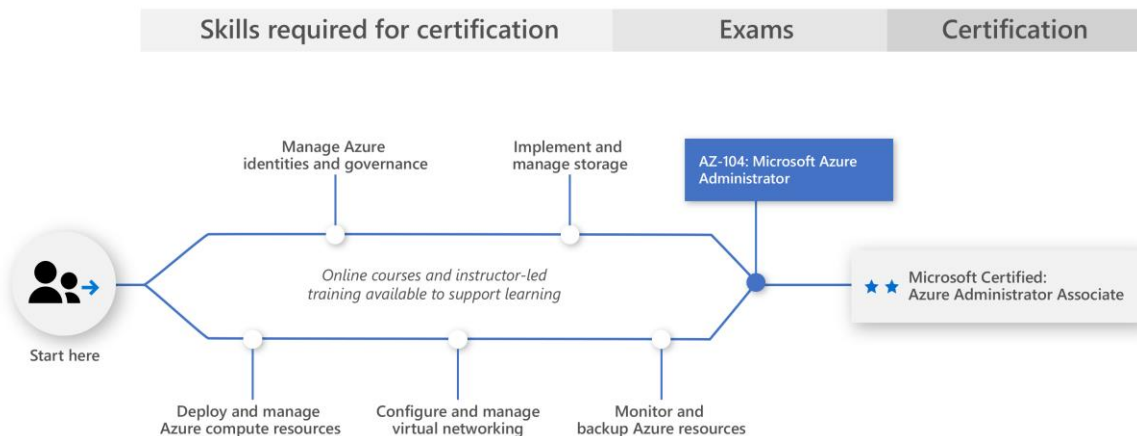 Skills required for certification
Exams
Certification
Manage Azure
identities and governance
Implement and
manage storage
AZ-104: Microsoft Azure
Administrator
Online courses and instructor-led
training available to support learning
Microsoft Certified:
Azure Administrator Associate
Start here
Deploy and manage
Azure compute resources
Configure and manage
virtual networking
Monitor and
backup Azure resources